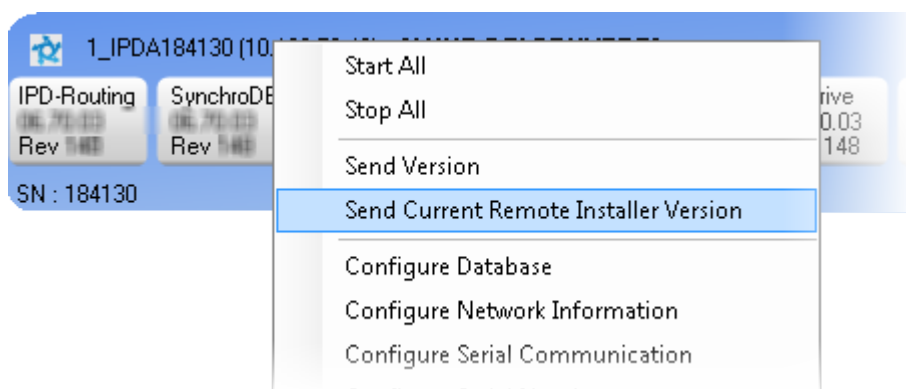 1_IPDA184130 (10.
Start All
Stop All
IPD-Routing
SynchroDB
rive
0.03
Rev
Rev
148
SN : 184130
Send Version
Send Current Remote Installer Version
Configure Database
Configure Network Information
Configure Serial Communication